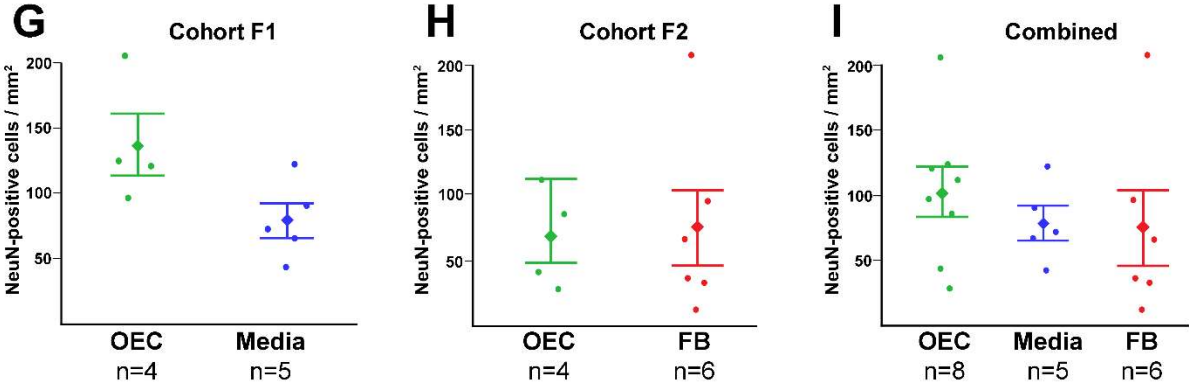 G
Cohort F1
NeuN-positive cells / mm²
200
150
100
50
OEC
Media
n=4
n=5
H
Cohort F2
NeuN-positive cells / mm²
200
150
100
50
OEC
FB
n=4
n=6
I
Combined
NeuN-positive cells / mm²
200
150
100
50
OEC
Media
FB
n=8
n=5
n=6